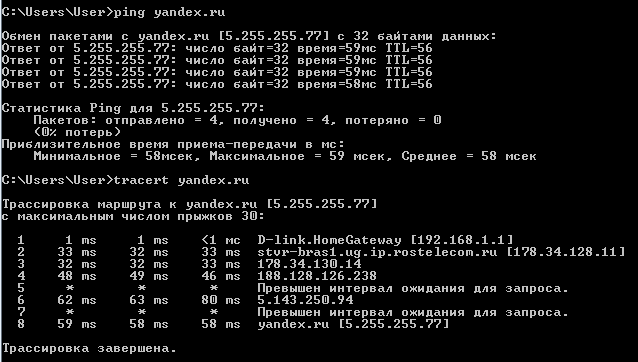 C:\Users\User>ping yandex.ru
Обмен пакетами с yandex.ru [5.255.255.77] с 32 байтами данных:
Ответ от 5.255.255.77: число байт=32 время=59мс TTL=56
Ответ от 5.255.255.77: число байт=32 время=59мс TTL=56
Ответ от 5.255.255.77: число байт=32 время=59мс TTL=56
Ответ от 5.255.255.77: число байт=32 время=58мс TTL=56
Статистика Ping для 5.255.255.77:
Пакетов: отправлено = 4, получено = 4, потеряно = 0
(0% потерь)
Приблизительное время приема-передачи в мс:
Минимальное = 58мсек, Максимальное = 59 мсек, Среднее = 58 мсек
C:\Users\User>tracert yandex.ru
Трассировка маршрута к yandex.ru [5.255.255.77]
с максимальным числом прыжков 30:
1 1 ms 1 ms <1 мс D-link.HomeGateway [192.168.1.1]
2 33 ms 32 ms 33 ms stvr-bras1.ug.ip.rostelecom.ru [178.34.128.11]
3 33 ms 32 ms 33 ms 178.34.130.14
4 48 ms 49 ms 46 ms 188.128.126.238
5 * * * Превышен интервал ожидания для запроса.
6 62 ms 63 ms 80 ms 5.143.250.94
7 * * * Превышен интервал ожидания для запроса.
8 59 ms 58 ms 58 ms yandex.ru [5.255.255.77]
Трассировка завершена.